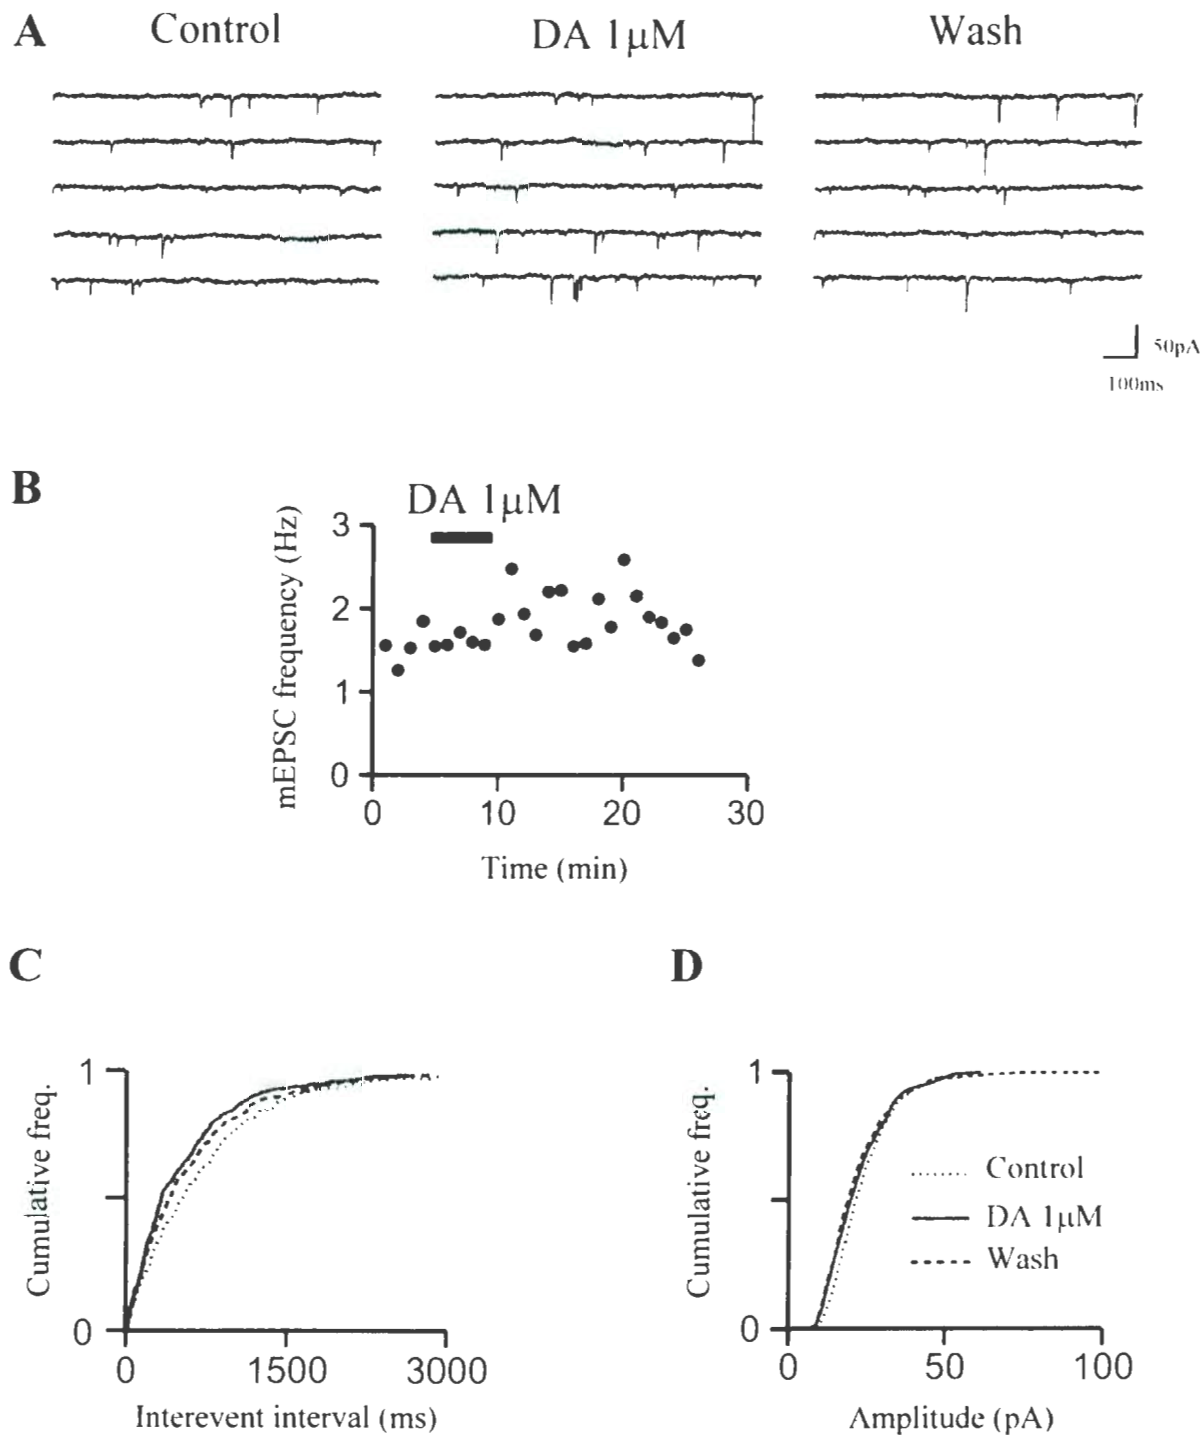 A
Control
DA 1μM
Wash
50pA
100ms
B
DA 1μM
mEPSC frequency (Hz)
3
2
1
0
0 10 20 30
Time (min)
C
Cumulative freq.
1
0
0 1500 3000
Interevent interval (ms)
D
Cumulative freq.
1
0
Control
DA 1μM
Wash
0 50 100
Amplitude (pA)